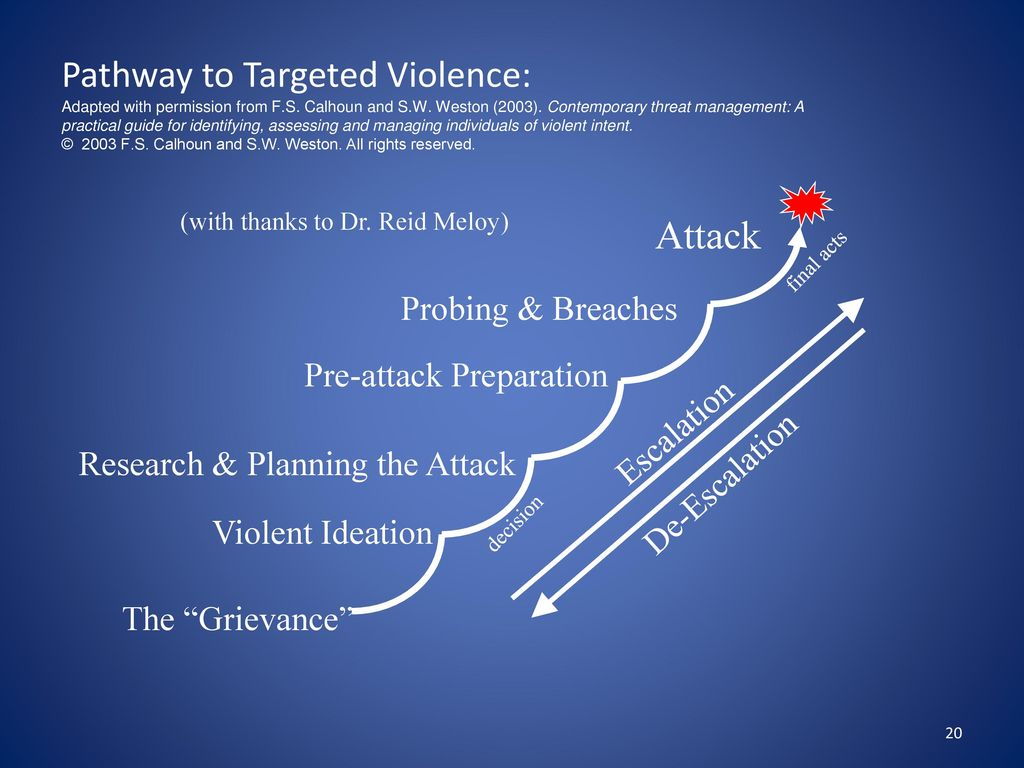 Pathway to Targeted Violence:
Adapted with permission from F.S. Calhoun and S.W. Weston (2003). Contemporary threat management: A
practical guide for identifying, assessing and managing individuals of violent intent.
© 2003 F.S. Calhoun and S.W. Weston. All rights reserved.
(with thanks to Dr. Reid Meloy)
Attack
final acts
Probing & Breaches
Pre-attack Preparation
Escalation
De-Escalation
Research & Planning the Attack
decision
Violent Ideation
The “Grievance”
20